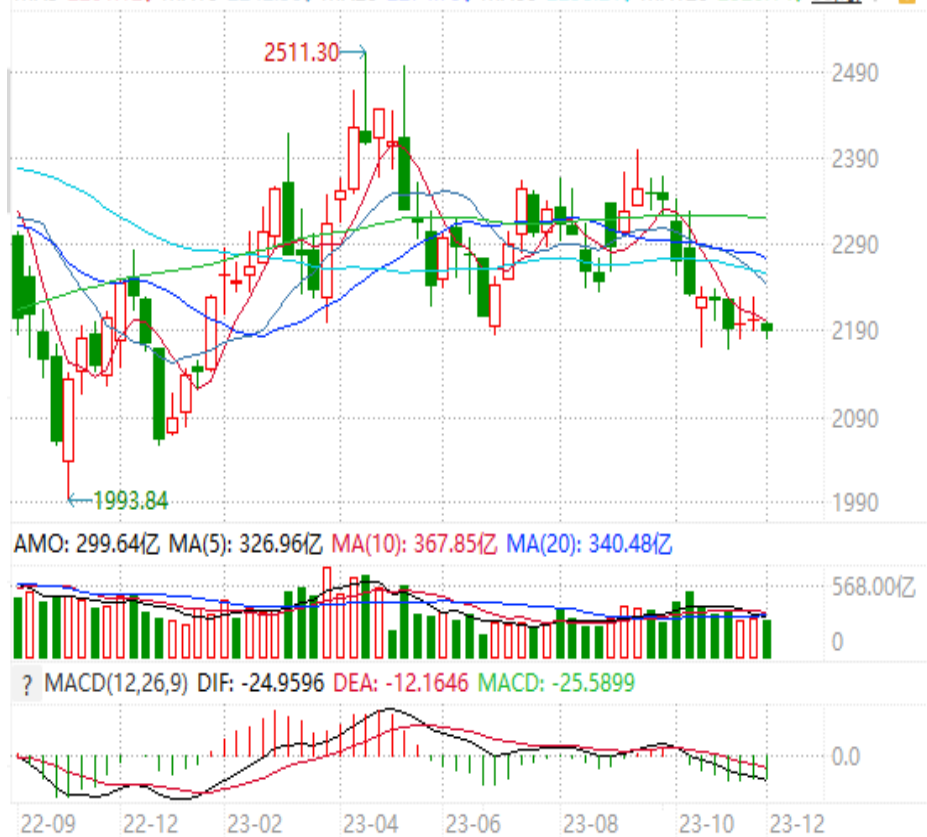 2511.30
2490
2390
2290
2190
2090
1990
1993.84
AMO: 299.64亿 MA(5): 326.96亿 MA(10): 367.85亿 MA(20): 340.48亿
568.00亿
0
? MACD(12,26,9) DIF: -24.9596 DEA: -12.1646 MACD: -25.5899
0.0
22-09 22-12 23-02 23-04 23-06 23-08 23-10 23-12